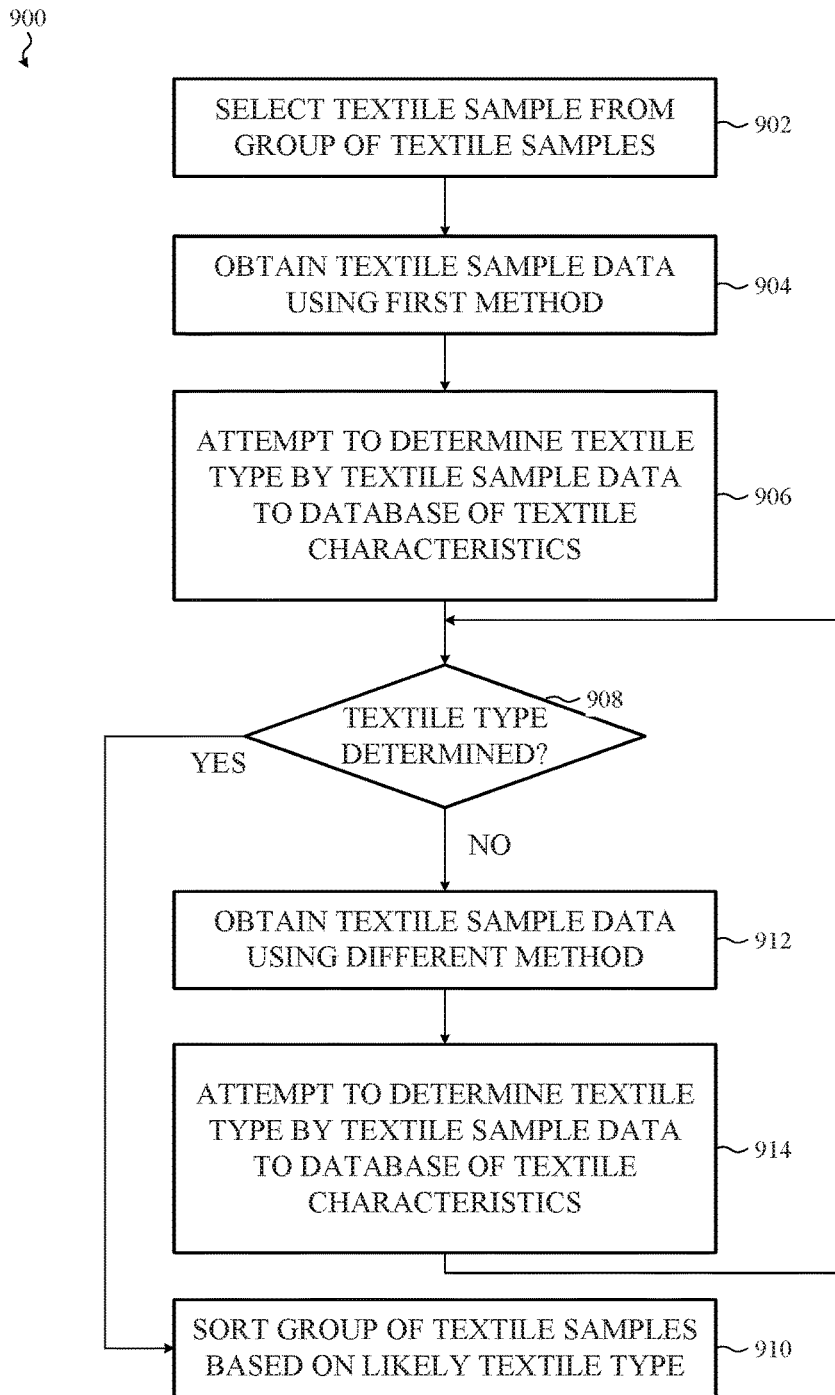 900
SELECT TEXTILE SAMPLE FROM
GROUP OF TEXTILE SAMPLES
902
OBTAIN TEXTILE SAMPLE DATA
USING FIRST METHOD
904
ATTEMPT TO DETERMINE TEXTILE
TYPE BY TEXTILE SAMPLE DATA
TO DATABASE OF TEXTILE
CHARACTERISTICS
906
908
TEXTILE TYPE
DETERMINED?
YES
NO
OBTAIN TEXTILE SAMPLE DATA
USING DIFFERENT METHOD
912
ATTEMPT TO DETERMINE TEXTILE
TYPE BY TEXTILE SAMPLE DATA
TO DATABASE OF TEXTILE
CHARACTERISTICS
914
SORT GROUP OF TEXTILE SAMPLES
BASED ON LIKELY TEXTILE TYPE
910